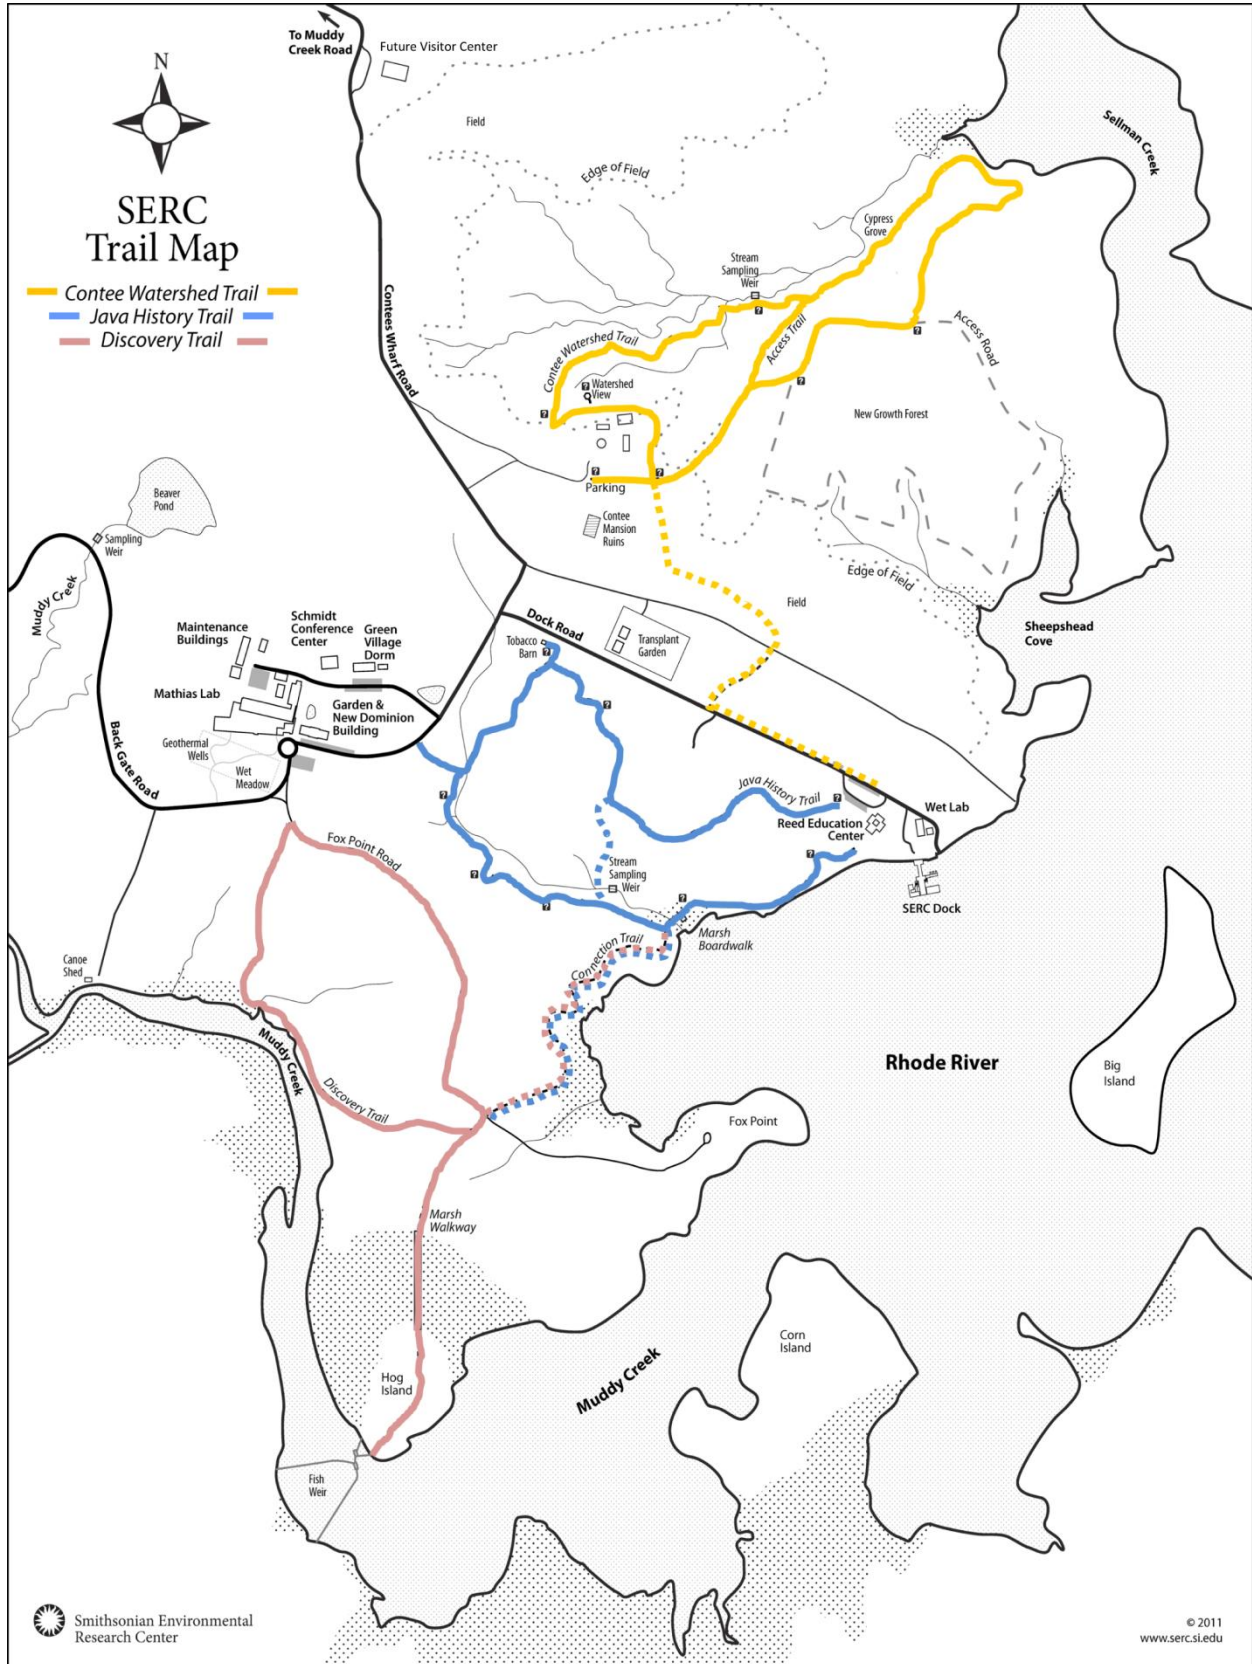 To Muddy
Creek Road
Future Visitor Center
N
SERC
Trail Map
Contee Watershed Trail
Java History Trail
Discovery Trail
Field
Edge of Field
Sellman Creek
Cypress
Grove
Stream
Sampling
Weir
?
Contees Wharf Road
Contee Watershed Trail
Access Trail
Access Road
?
?
?
Watershed
View
?
New Growth Forest
?
?
Parking
Contee
Mansion
Ruins
Beaver
Pond
Sampling
Weir
Muddy Creek
Edge of Field
Field
Sheepshead
Cove
Maintenance
Buildings
Schmidt
Conference
Center
Green
Village
Dorm
Dock Road
Tobacco
Barn
?
Transplant
Garden
Mathias Lab
Garden &
New Dominion
Building
?
Geothermal
Wells
Wet
Meadow
Back Gate Road
?
Java History Trail
?
Wet Lab
Reed Education
Center
Fox Point Road
?
?
Stream
Sampling
Weir
?
?
SERC Dock
Marsh
Boardwalk
Connection Trail
Canoe
Shed
Muddy Creek
Discovery Trail
Rhode River
Big
Island
Fox Point
Marsh
Walkway
Corn
Island
Hog
Island
Muddy Creek
Fish
Weir
Smithsonian Environmental
Research Center
© 2011
www.serc.si.edu